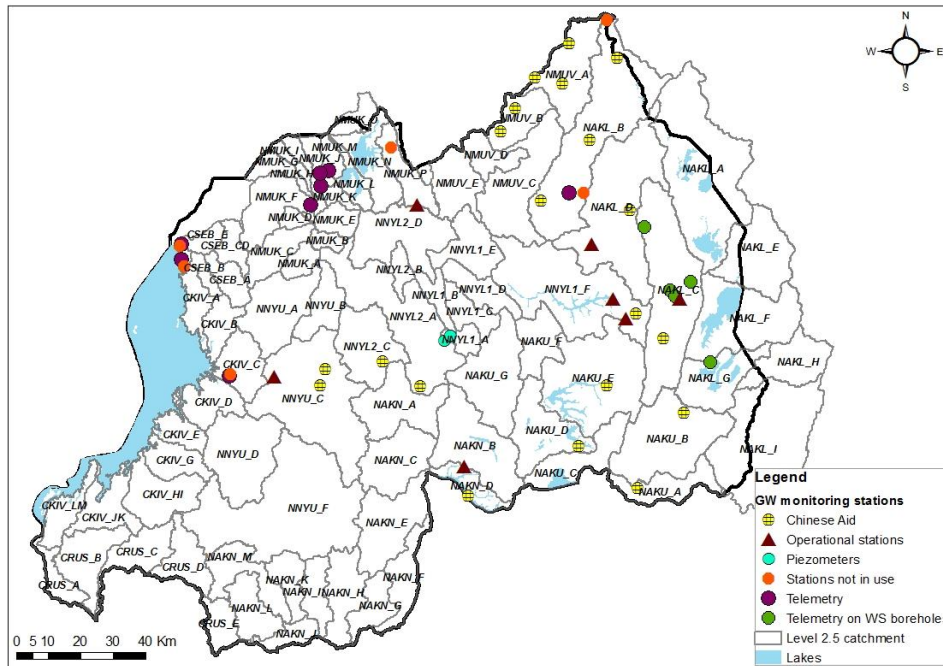 N
W E
S
NMUV_A
NMUK_O
NMUV_B
NAKL_B
NMUK_I
NMUK_M
NMUK_G
NMUK_J
NMUK_N
NMUV_D
NAKL_A
NMUK_H
NMUK_L
NMUK_P
NMUV_E
NMUV_C
NMUK_F
NMUK_K
NAKL_D
NMUK_D
NMUK_E
NNYL2_D
CSEB_E
CSEB_CD
NMUK_B
NMUK_C
NNYL1_E
NAKL_E
NMUK_A
CSEB_B
CSEB_A
NNYL2_B
NNYL1_D
NNYL1_F
NAKL_C
CKIV_A
NNYL1_B
NNYU_A
NNYU_B
NNYL1_C
NNYL2_A
NAKL_F
CKIV_B
NNYL1_A
NAKU_F
NNYL2_C
CKIV_C
NAKL_H
NAKU_G
NAKU_E
NAKL_G
NNYU_C
NAKN_A
CKIV_D
CKIV_E
NAKU_D
NAKU_B
NAKN_B
NAKL_I
CKIV_G
NNYU_D
NAKN_C
NAKU_C
CKIV_HI
NAKN_D
NAKU_A
CKIV_LM
CKIV_JK
NNYU_F
NAKN_E
CRUS_B
CRUS_C
CRUS_D
NAKN_M
CRUS_A
NAKN_K
NAKN_F
NAKN_I
NAKN_H
NAKN_L
NAKN_G
CRUS_E
Legend
GW monitoring stations
Chinese Aid
Operational stations
Piezometers
Stations not in use
Telemetry
Telemetry on WS boreholes
Level 2.5 catchment
Lakes
0 5 10 20 30 40 Km